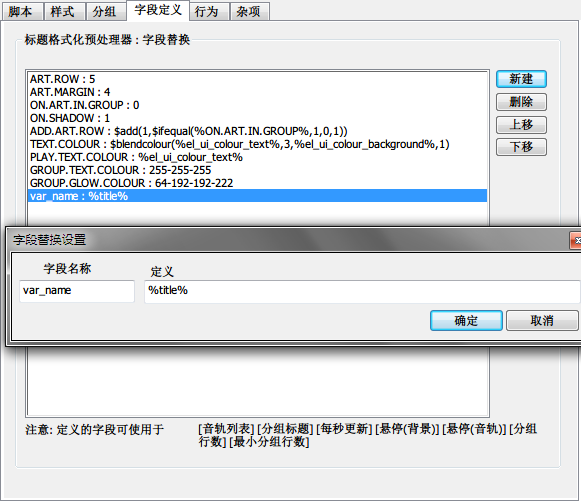 脚本 样式 分组 字段定义 行为 杂项
标题格式化预处理器 : 字段替换
ART.ROW : 5
ART.MARGIN : 4
ON.ART.IN.GROUP : 0
ON.SHADOW : 1
ADD.ART.ROW : $add(1,$ifequal(%ON.ART.IN.GROUP%,1,0,1))
TEXT.COLOUR : $blendcolour(%el_ui_colour_text%,3,%el_ui_colour_background%,1)
PLAY.TEXT.COLOUR : %el_ui_colour_text%
GROUP.TEXT.COLOUR : 255-255-255
GROUP.GLOW.COLOUR : 64-192-192-222
var_name : %title%
新建
删除
上移
下移
字段替换设置
字段名称 定义
var_name %title%
确定 取消
注意: 定义的字段可使用于 [音轨列表] [分组标题] [每秒更新] [悬停(背景)] [悬停(音轨)] [分组
行数] [最小分组行数]